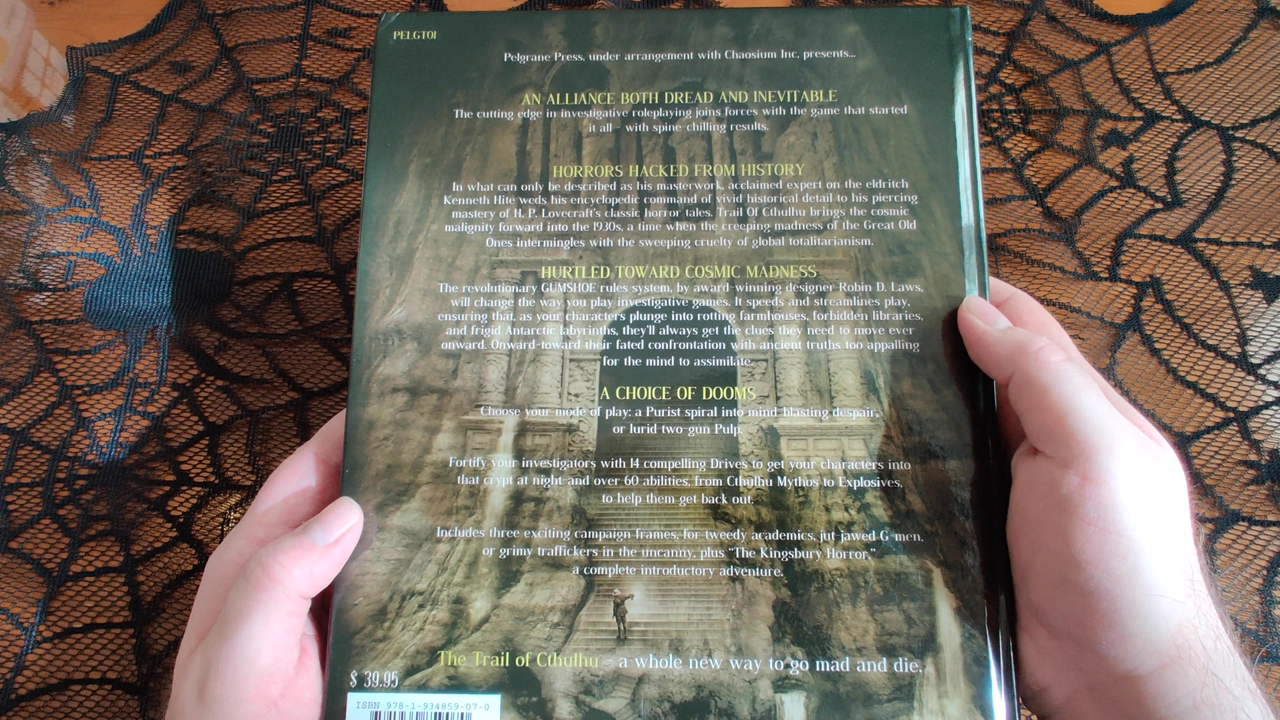 PELGT01
Pelgrane Press, under arrangement with Chaosium Inc. presents...
AN ALLIANCE BOTH DREAD AND INEVITABLE
The cutting edge in investigative roleplaying joins forces with the game that started
it all - with spine-chilling results.
HORRORS HACKED FROM HISTORY
In what can only be described as his masterwork, acclaimed expert on the eldritch
Kenneth Hite weds his encyclopedic command of vivid historical detail to his piercing
mastery of H. P. Lovecraft's classic horror tales. Trail Of Cthulhu brings the cosmic
malignity forward into the 1930s, a time when the creeping madness of the Great Old
Ones intermingles with the sweeping cruelty of global totalitarianism.
HURTLED TOWARD COSMIC MADNESS
The revolutionary GUMSHOE rules system, by award-winning designer Robin D. Laws,
will change the way you play investigative games. It speeds and streamlines play,
ensuring that, as your characters plunge into rotting farmhouses, forbidden libraries,
and frigid Antarctic labyrinths, they'll always get the clues they need to move ever
onward. Onward-toward their fated confrontation with ancient truths too appalling
for the mind to assimilate.
A CHOICE OF DOOMS
Choose your mode of play: a Purist spiral into mind-blasting despair,
or lurid two-gun Pulp.
Fortify your investigators with 14 compelling Drives to get your characters into
that crypt at night and over 60 abilities, from Cthulhu Mythos to Explosives,
to help them get back out.
Includes three exciting campaign frames, for tweedy academics, jut-jawed G-men,
or grimy traffickers in the uncanny, plus "The Kingsbury Horror,"
a complete introductory adventure.
The Trail of Cthulhu - a whole new way to go mad and die.
$ 39.95
ISBN 978-1-934859-07-0